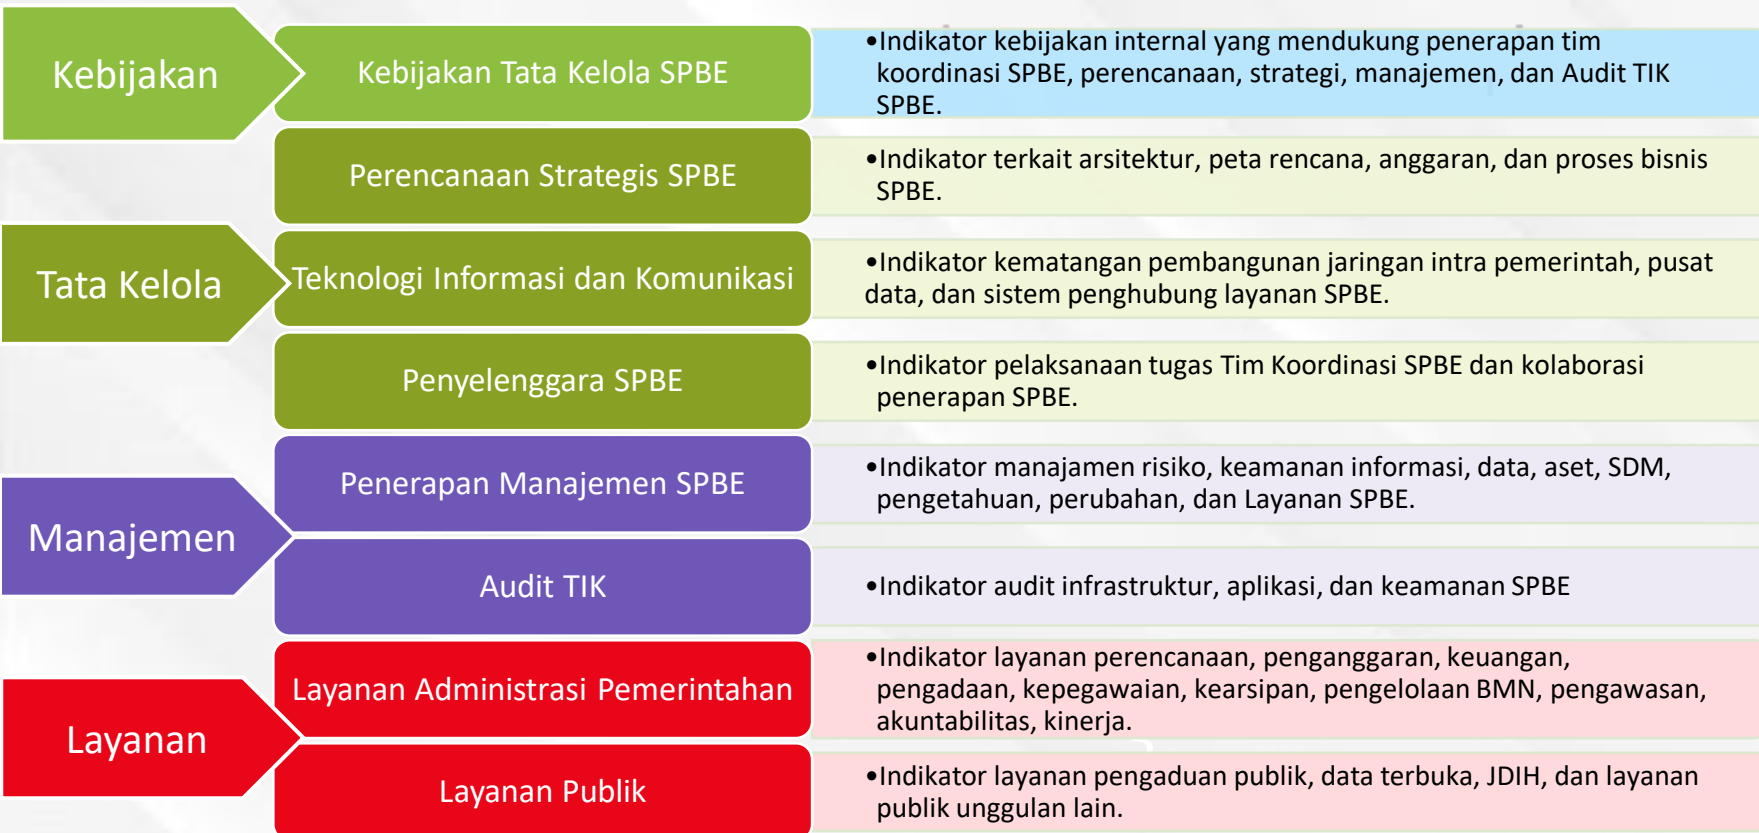 Kebijakan
Kebijakan Tata Kelola SPBE
•Indikator kebijakan internal yang mendukung penerapan tim
koordinasi SPBE, perencanaan, strategi, manajemen, dan Audit TIK
SPBE.
Tata Kelola
Perencanaan Strategis SPBE
•Indikator terkait arsitektur, peta rencana, anggaran, dan proses bisnis
SPBE.
Teknologi Informasi dan Komunikasi
•Indikator kematangan pembangunan jaringan intra pemerintah, pusat
data, dan sistem penghubung layanan SPBE.
Penyelenggara SPBE
•Indikator pelaksanaan tugas Tim Koordinasi SPBE dan kolaborasi
penerapan SPBE.
Manajemen
Penerapan Manajemen SPBE
•Indikator manajamen risiko, keamanan informasi, data, aset, SDM,
pengetahuan, perubahan, dan Layanan SPBE.
Audit TIK
•Indikator audit infrastruktur, aplikasi, dan keamanan SPBE
Layanan
Layanan Administrasi Pemerintahan
•Indikator layanan perencanaan, penganggaran, keuangan,
pengadaan, kepegawaian, kearsipan, pengelolaan BMN, pengawasan,
akuntabilitas, kinerja.
Layanan Publik
•Indikator layanan pengaduan publik, data terbuka, JDIH, dan layanan
publik unggulan lain.